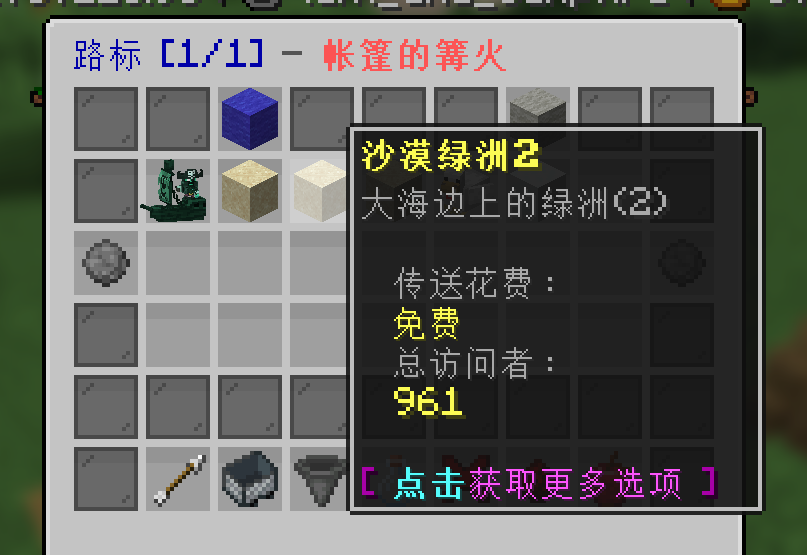 路标 [1/1] - 帐篷的篝火
沙漠绿洲2
大海边上的绿洲(2)
传送花费：
免费
总访问者：
961
[ 点击获取更多选项 ]